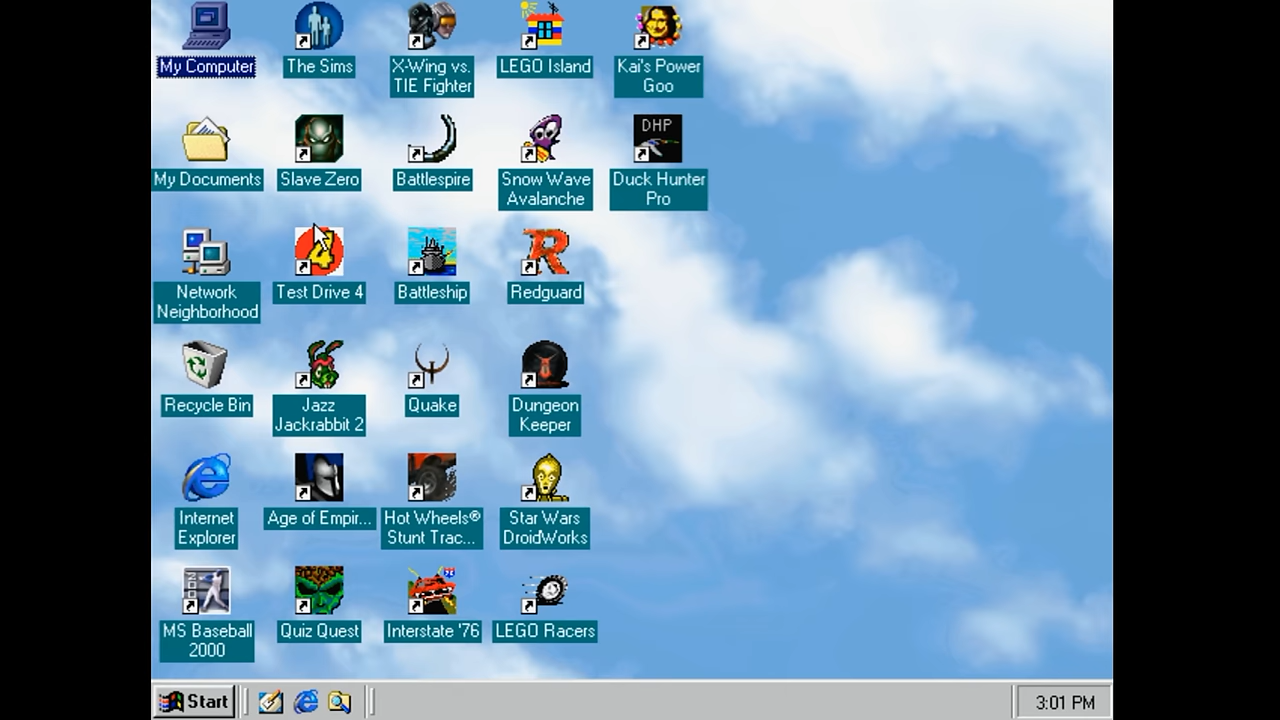 My Computer
The Sims
X-Wing vs.
TIE Fighter
LEGO Island
Kai's Power
Goo
My Documents
Slave Zero
Battlespire
Snow Wave
Avalanche
DHP
Duck Hunter
Pro
Network
Neighborhood
4
Test Drive 4
Battleship
R
Redguard
Recycle Bin
Jazz
Jackrabbit 2
Quake
Dungeon
Keeper
Internet
Explorer
Age of Empir...
Hot Wheels®
Stunt Trac...
Star Wars
DroidWorks
2000
MS Baseball
2000
Quiz Quest
76
Interstate '76
LEGO Racers
Start
3:01 PM